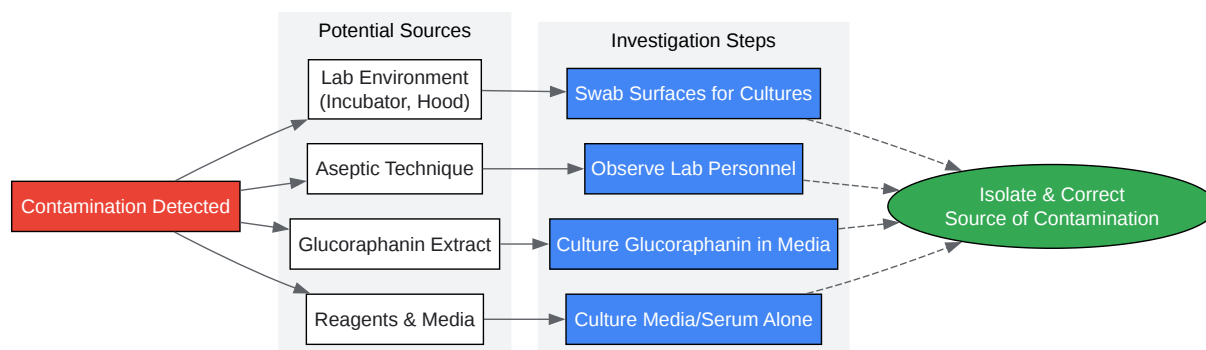 Potential Sources
Investigation Steps
Lab Environment
(Incubator, Hood)
Swab Surfaces for Cultures
Aseptic Technique
Observe Lab Personnel
Contamination Detected
Isolate & Correct
Source of Contamination
Glucoraphanin Extract
Culture Glucoraphanin in Media
Reagents & Media
Culture Media/Serum Alone